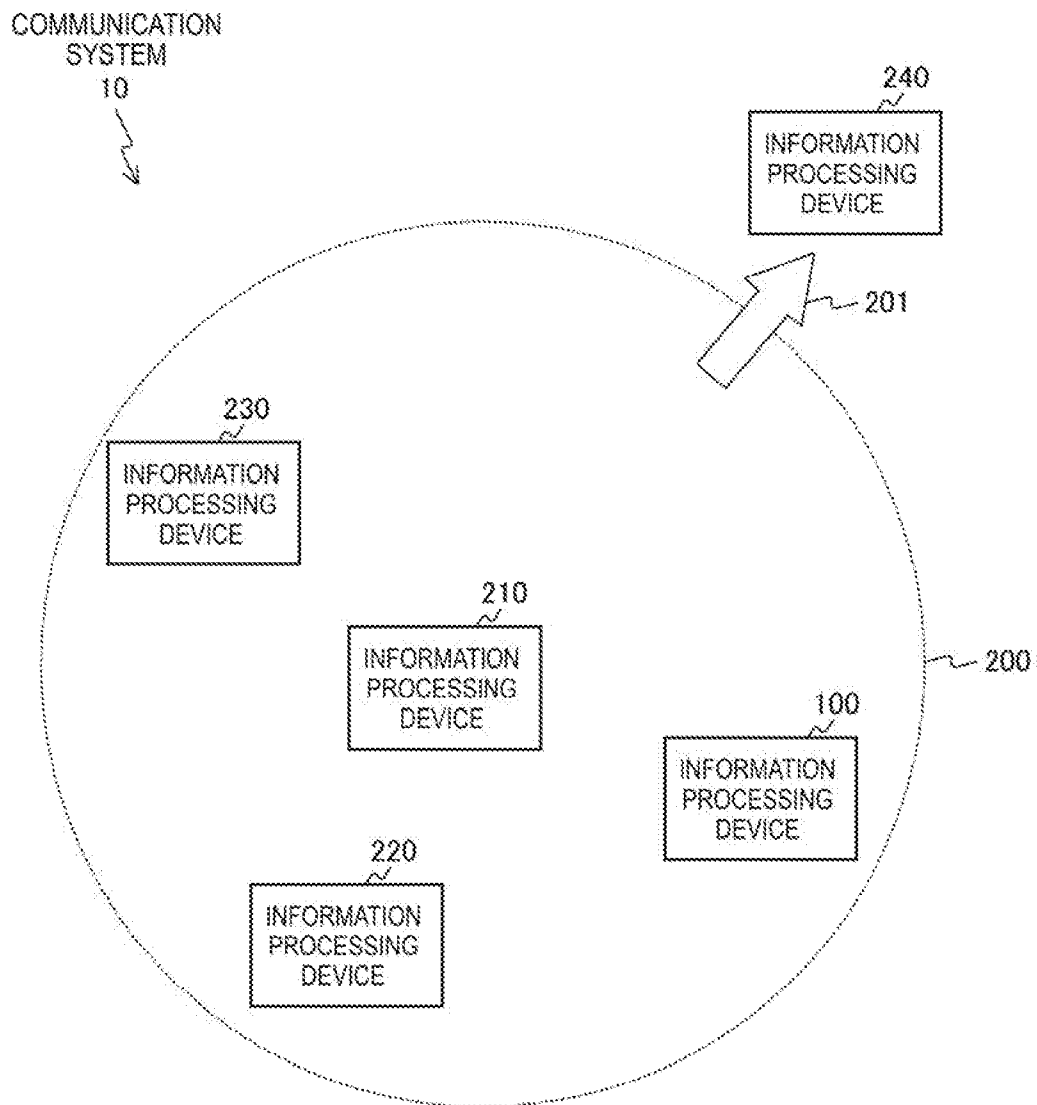 COMMUNICATION
SYSTEM
10
240
INFORMATION
PROCESSING
DEVICE
201
230
INFORMATION
PROCESSING
DEVICE
210
INFORMATION
PROCESSING
DEVICE
200
100
INFORMATION
PROCESSING
DEVICE
220
INFORMATION
PROCESSING
DEVICE